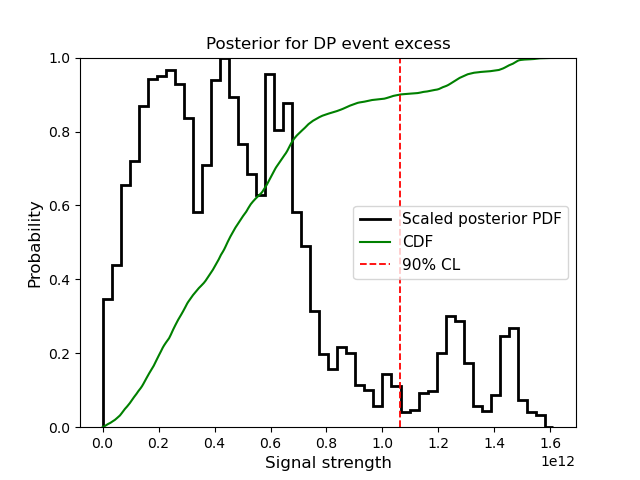 Posterior for DP event excess
Probability
1.0
0.8
0.6
0.4
0.2
0.0
Scaled posterior PDF
CDF
90% CL
0.0 0.2 0.4 0.6 0.8 1.0 1.2 1.4 1.6
1e12
Signal strength